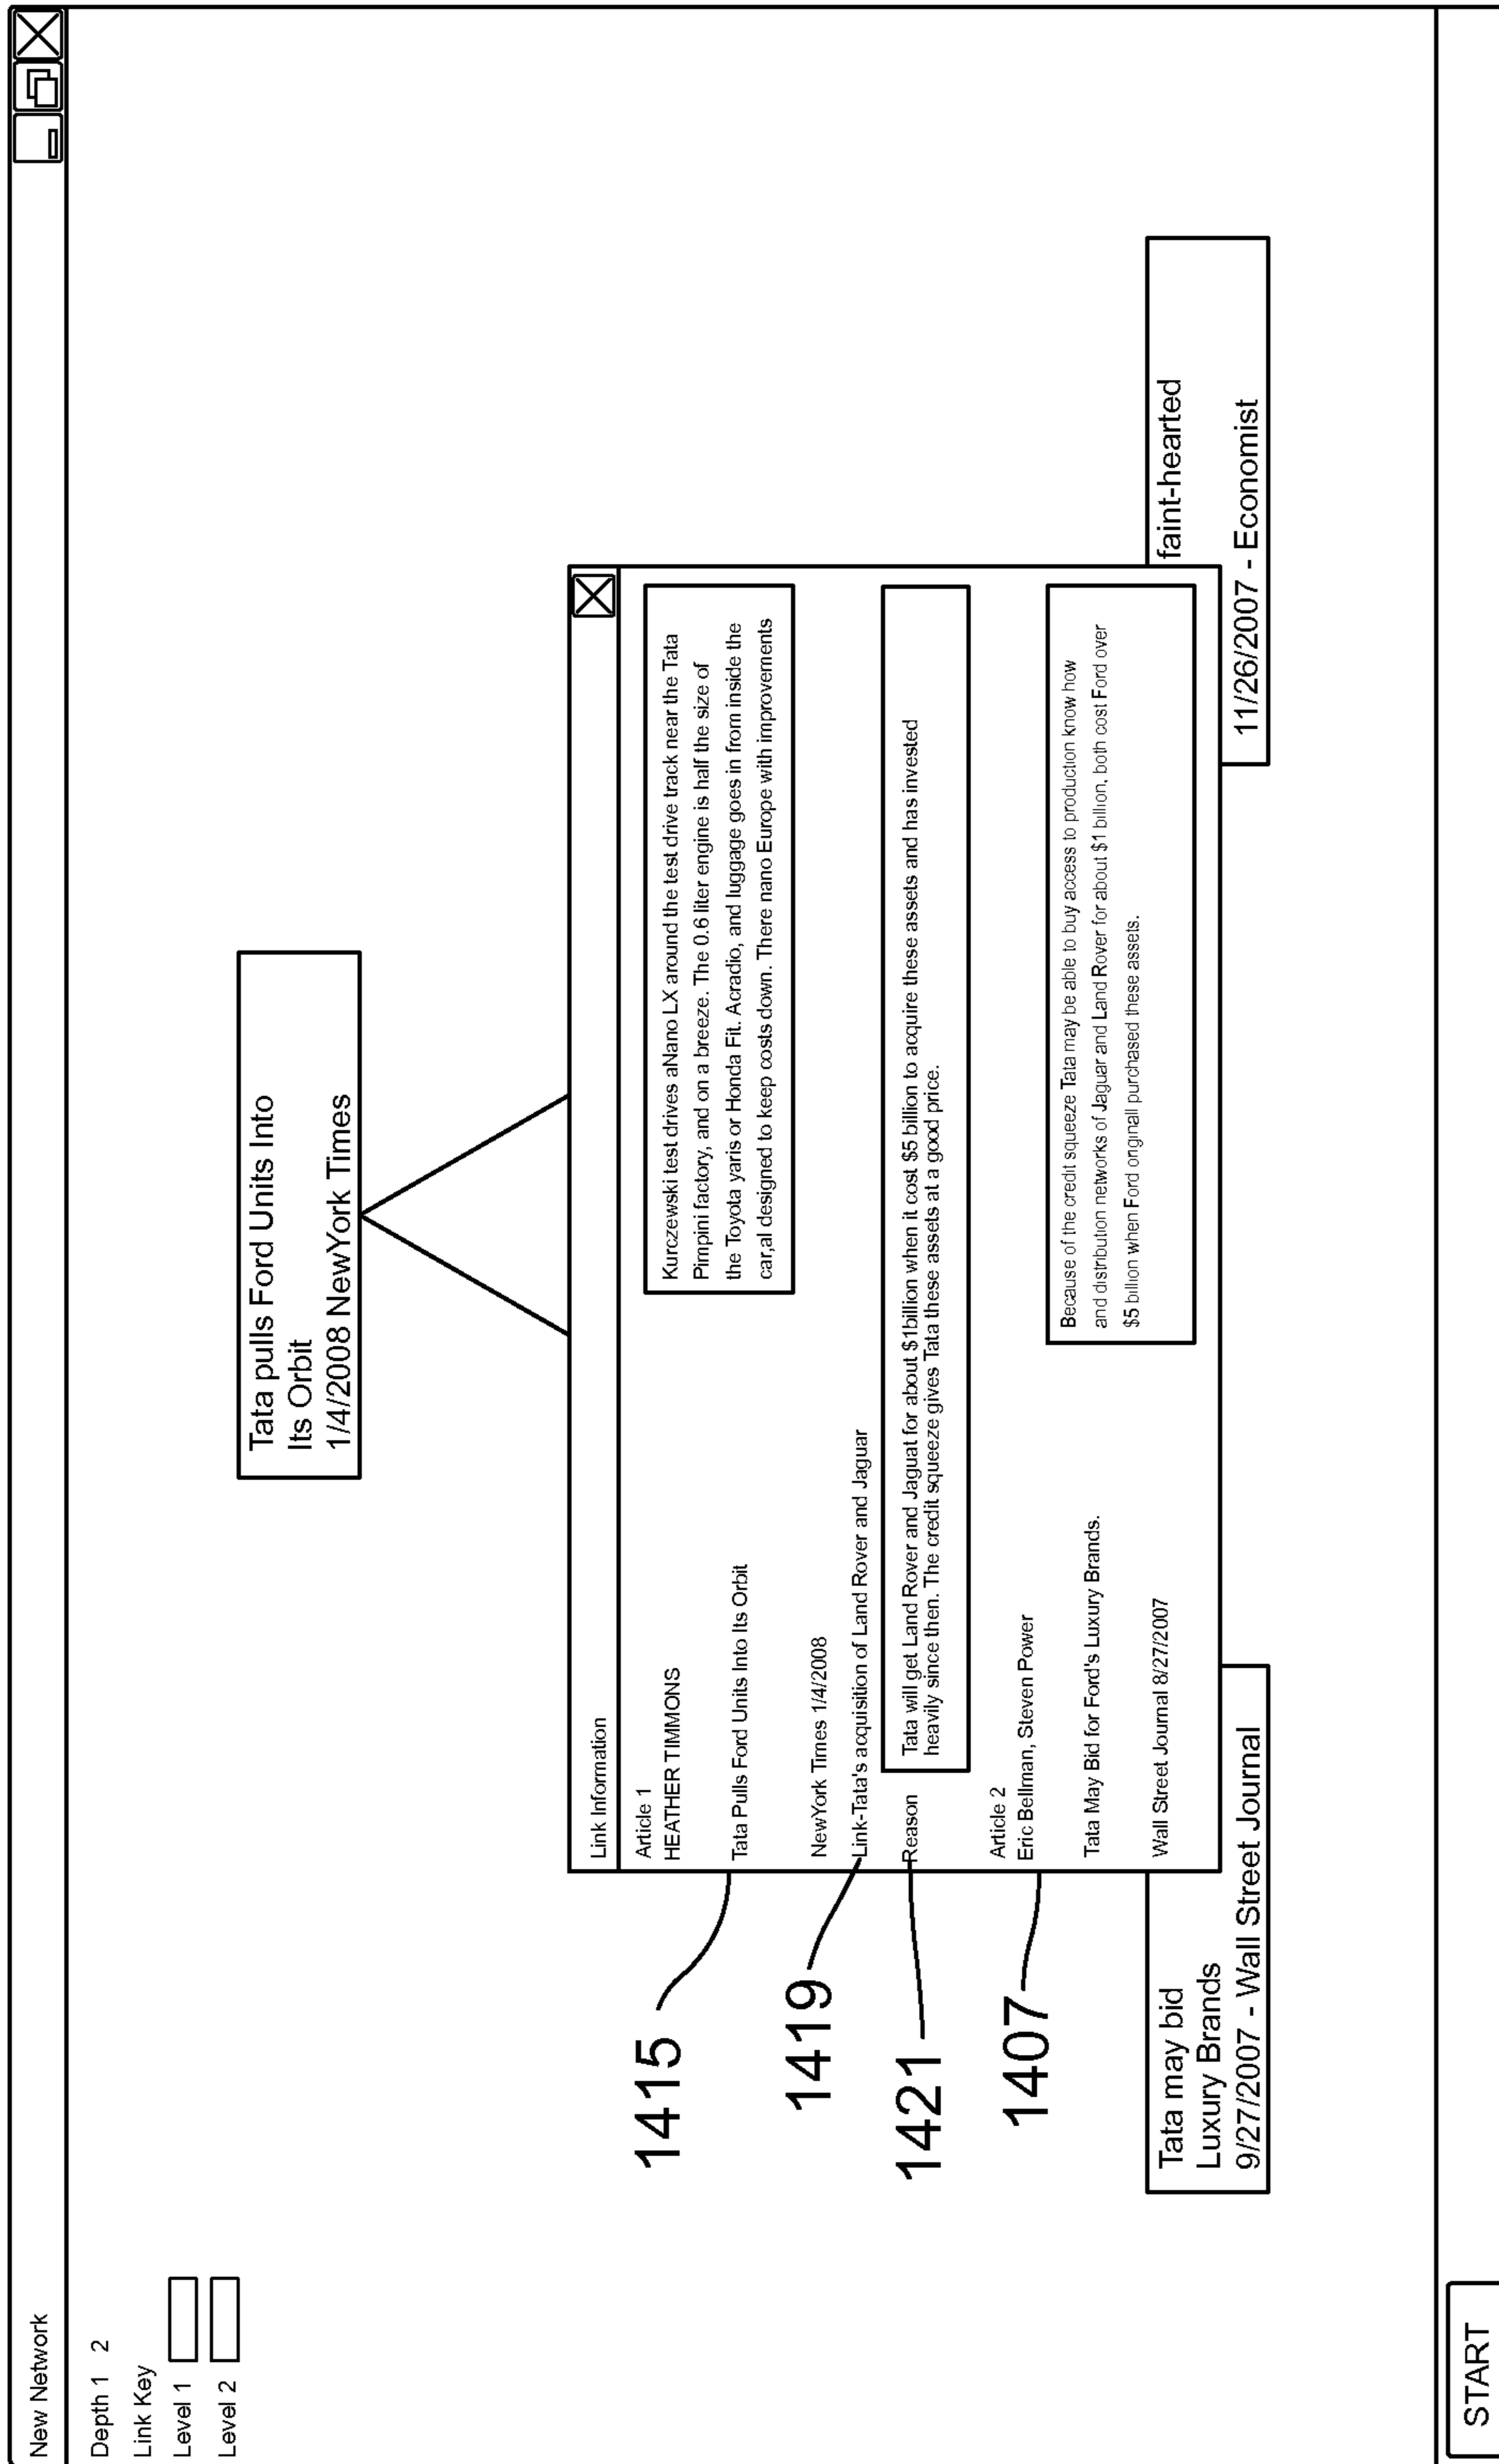 New Network
Depth 1 2
Link Key
Level 1
Level 2
Tata pulls Ford Units Into
Its Orbit
1/4/2008 NewYork Times
Link Information
Article 1
HEATHER TIMMONS
Tata Pulls Ford Units Into Its Orbit
NewYork Times 1/4/2008
Kurczewski test drives aNano LX around the test drive track near the Tata
Pimpini factory, and on a breeze. The 0.6 liter engine is half the size of
the Toyota yaris or Honda Fit. Acradio, and luggage goes in from inside the
car,al designed to keep costs down. There nano Europe with improvements
Link-Tata's acquisition of Land Rover and Jaguar
Reason
Tata will get Land Rover and Jaguat for about $1billion when it cost $5 billion to acquire these assets and has invested
heavily since then. The credit squeeze gives Tata these assets at a good price.
Article 2
Eric Bellman, Steven Power
Tata May Bid for Ford's Luxury Brands.
Wall Street Journal 8/27/2007
Because of the credit squeeze Tata may be able to buy access to production know how
and distribution networks of Jaguar and Land Rover for about $1 billion, both cost Ford over
$5 billion when Ford originall purchased these assets.
1415
1419
1421
1407
Tata may bid
Luxury Brands
9/27/2007 - Wall Street Journal
faint-hearted
11/26/2007 - Economist
START